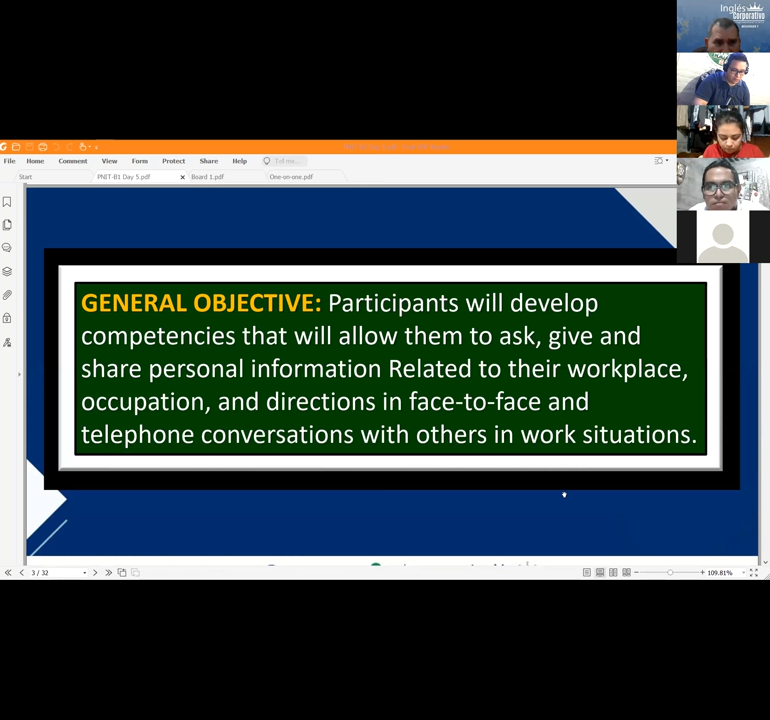 Inglés
Corporativo
File Home Comment View Form Protect Share Help Tell me...
Start PNIT-B1 Day 5.pdf Board 1.pdf One-on-one.pdf
GENERAL OBJECTIVE: Participants will develop
competencies that will allow them to ask, give and
share personal information Related to their workplace,
occupation, and directions in face-to-face and
telephone conversations with others in work situations.
3 / 32
109.81%